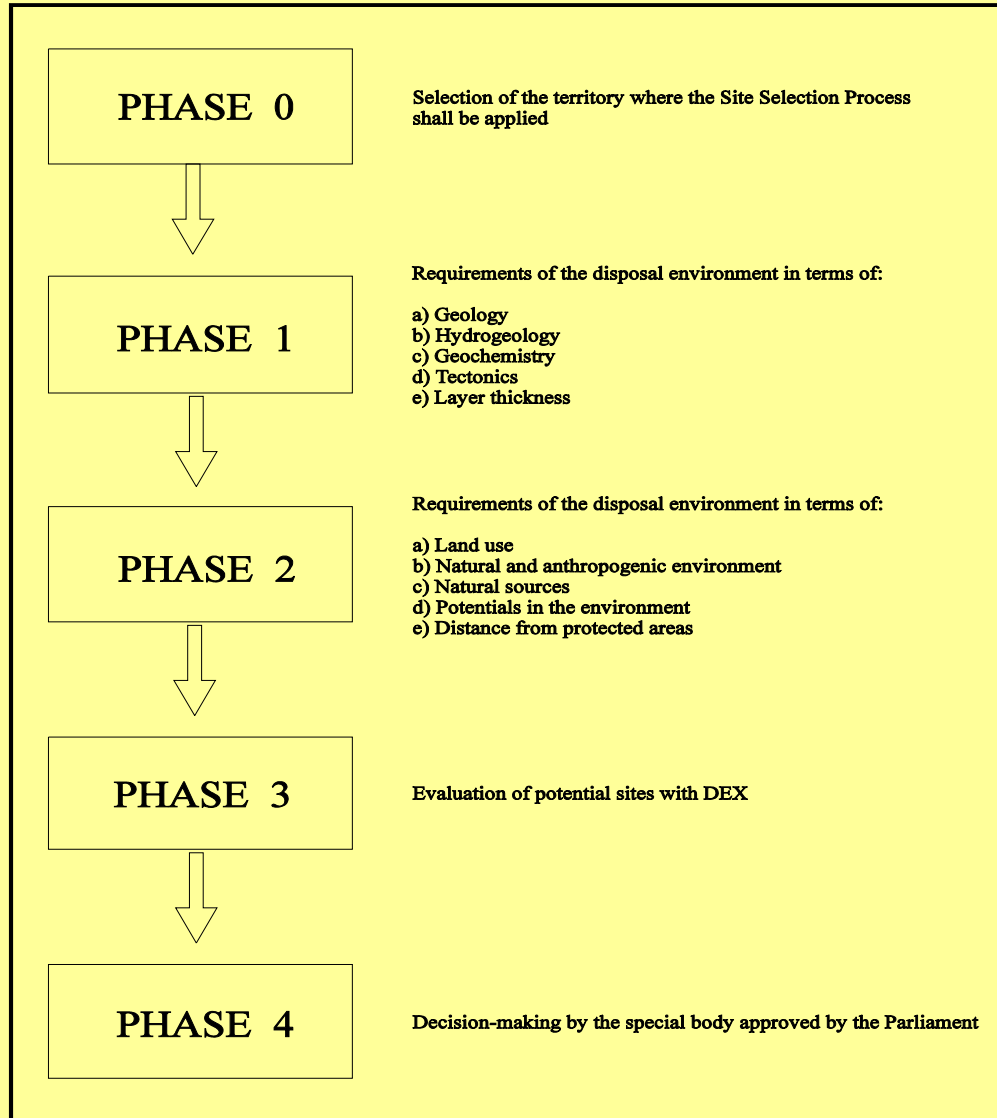 PHASE 0
Selection of the territory where the Site Selection Process
shall be applied
Requirements of the disposal environment in terms of:
a) Geology
b) Hydrogeology
c) Geochemistry
d) Tectonics
e) Layer thickness
PHASE 1
Requirements of the disposal environment in terms of:
a) Land use
b) Natural and anthropogenic environment
c) Natural sources
d) Potentials in the environment
e) Distance from protected areas
PHASE 2
PHASE 3
Evaluation of potential sites with DEX
PHASE 4
Decision-making by the special body approved by the Parliament